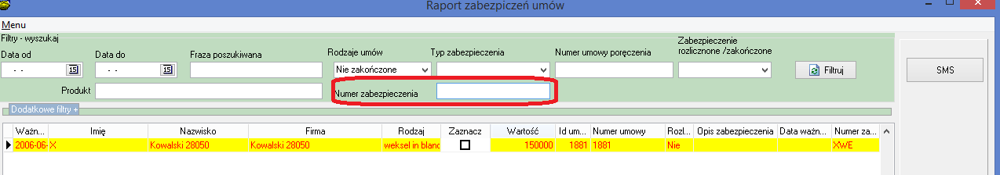 Raport zabezpieczeń umów
Menu
Filtry - wyszukaj
Data od Data do Fraza poszukiwana Rodzaje umów Typ zabezpieczenia Numer umowy poręczenia Zabezpieczenie rozlicznone /zakończone
- - 15 - - 15 Nie zakończone Filtruj SMS
Produkt Numer zabezpieczenia
Dodatkowe filtry +
Ważn... Imię Nazwisko Firma Rodzaj Zaznacz Wartość Id um... Numer umowy Rozl... Opis zabezpieczenia Data ważn... Numer za...
2006-06- X Kowalski 28050 Kowalski 28050 weksel in blanc 150000 1881 1881 Nie XWE